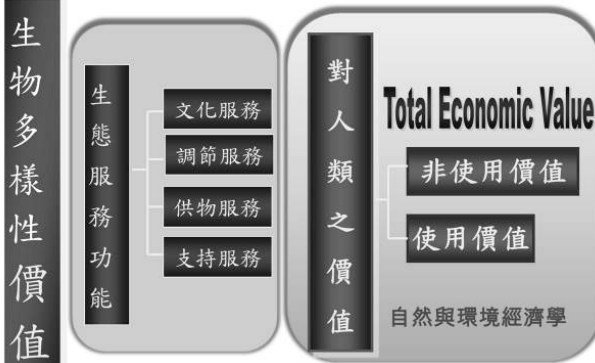 生物多樣性價值
生態服務功能
文化服務
調節服務
供物服務
支持服務
對人類之價值
Total Economic Value
非使用價值
使用價值
自然與環境經濟學